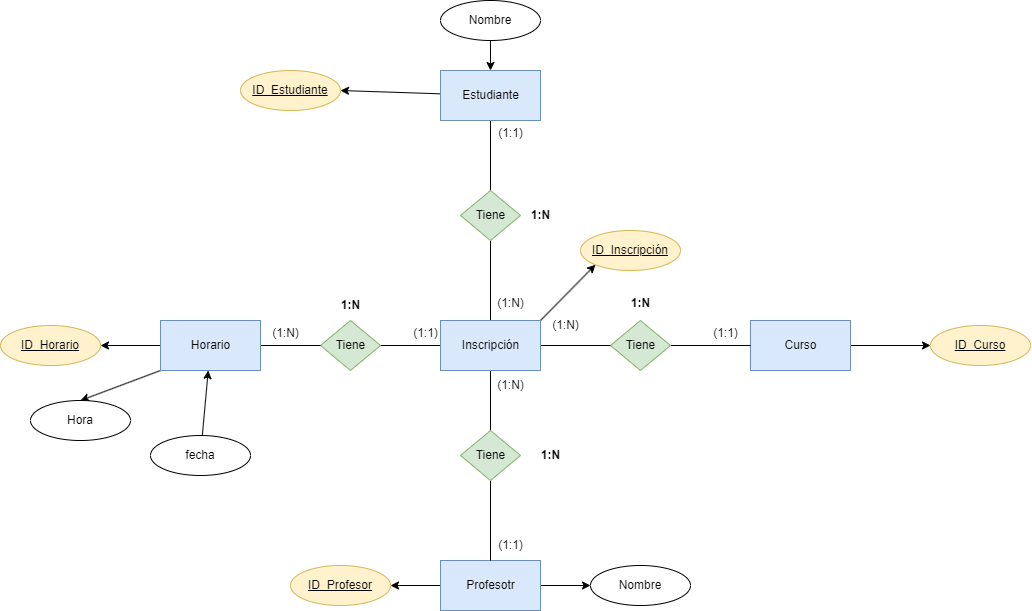 Nombre
ID_Estudiante
Estudiante
(1:1)
Tiene
1:N
ID_Inscripción
(1:N)
1:N
1:N
(1:N)
ID_Horario
Horario
(1:N)
Tiene
(1:1)
Inscripción
Tiene
(1:1)
Curso
ID_Curso
(1:N)
Hora
fecha
Tiene
1:N
(1:1)
ID_Profesor
Profesotr
Nombre